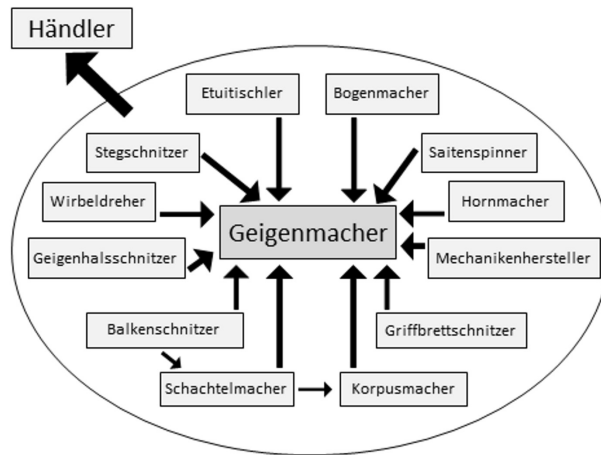 Händler
Etuitischler
Bogenmacher
Stegschnitzer
Saitenspinner
Wirbeldreher
Hornmacher
Geigenmacher
Geigenhalsschnitzer
Mechanikenhersteller
Balkenschnitzer
Griffbrettschnitzer
Schachtelmacher
Korpusmacher